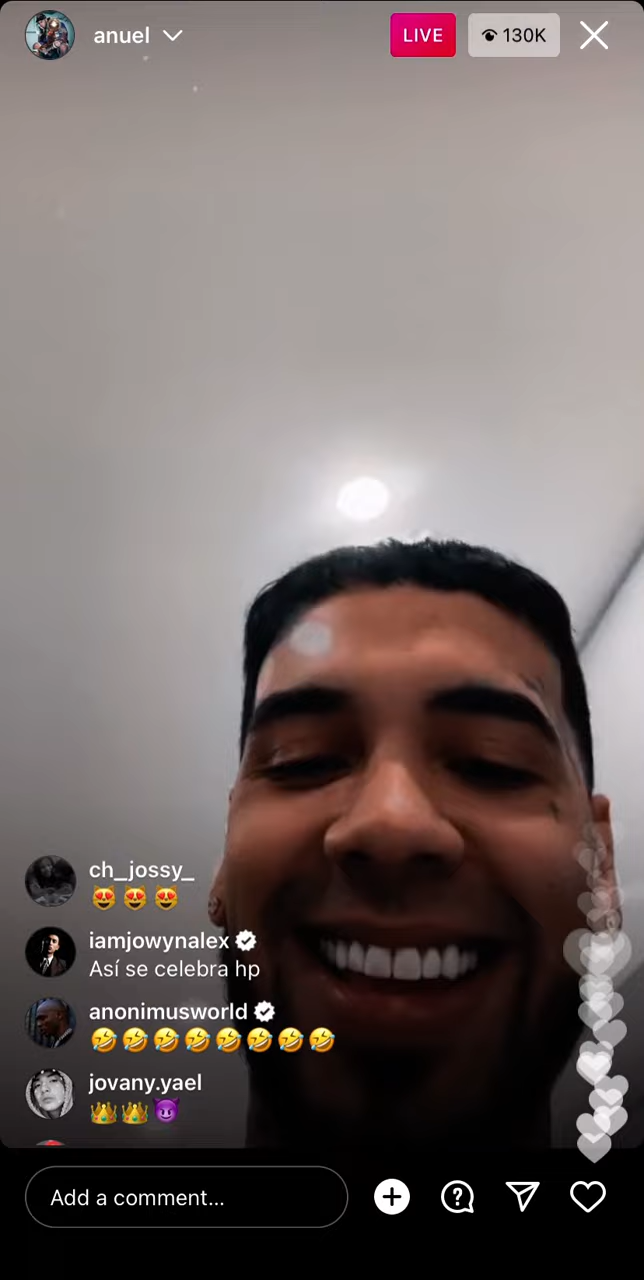 anuel
LIVE
130K
ch_jossy_
😻😻😻
iamjowynalex
Así se celebra hp
anonimusworld
🤣🤣🤣🤣🤣🤣🤣🤣
jovany.yael
👑👑😈
Add a comment...